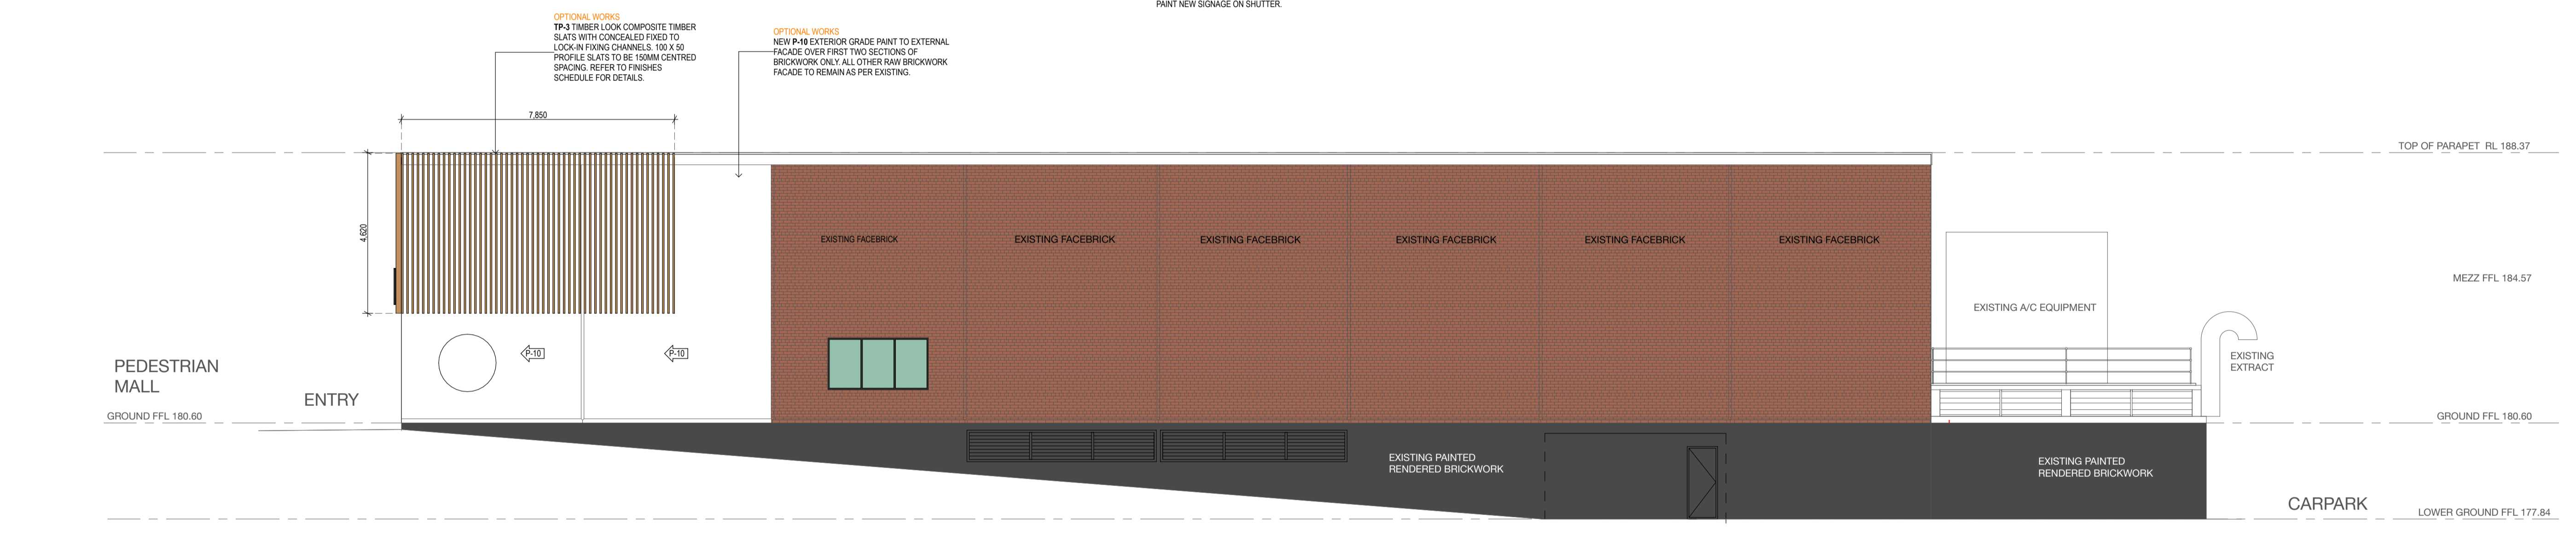 PAINT NEW SIGNAGE ON SHUTTER.
OPTIONAL WORKS
TP-3 TIMBER LOOK COMPOSITE TIMBER
SLATS WITH CONCEALED FIXED TO
LOCK-IN FIXING CHANNELS. 100 X 50
PROFILE SLATS TO BE 150MM CENTRED
SPACING. REFER TO FINISHES
SCHEDULE FOR DETAILS.
OPTIONAL WORKS
NEW P-10 EXTERIOR GRADE PAINT TO EXTERNAL
FACADE OVER FIRST TWO SECTIONS OF
BRICKWORK ONLY. ALL OTHER RAW BRICKWORK
FACADE TO REMAIN AS PER EXISTING.
7,850
TOP OF PARAPET RL 188.37
4,620
EXISTING FACEBRICK
EXISTING FACEBRICK
EXISTING FACEBRICK
EXISTING FACEBRICK
EXISTING FACEBRICK
EXISTING FACEBRICK
MEZZ FFL 184.57
EXISTING A/C EQUIPMENT
P-10
P-10
EXISTING
EXTRACT
PEDESTRIAN
MALL
ENTRY
GROUND FFL 180.60
GROUND FFL 180.60
EXISTING PAINTED
RENDERED BRICKWORK
EXISTING PAINTED
RENDERED BRICKWORK
CARPARK
LOWER GROUND FFL 177.84